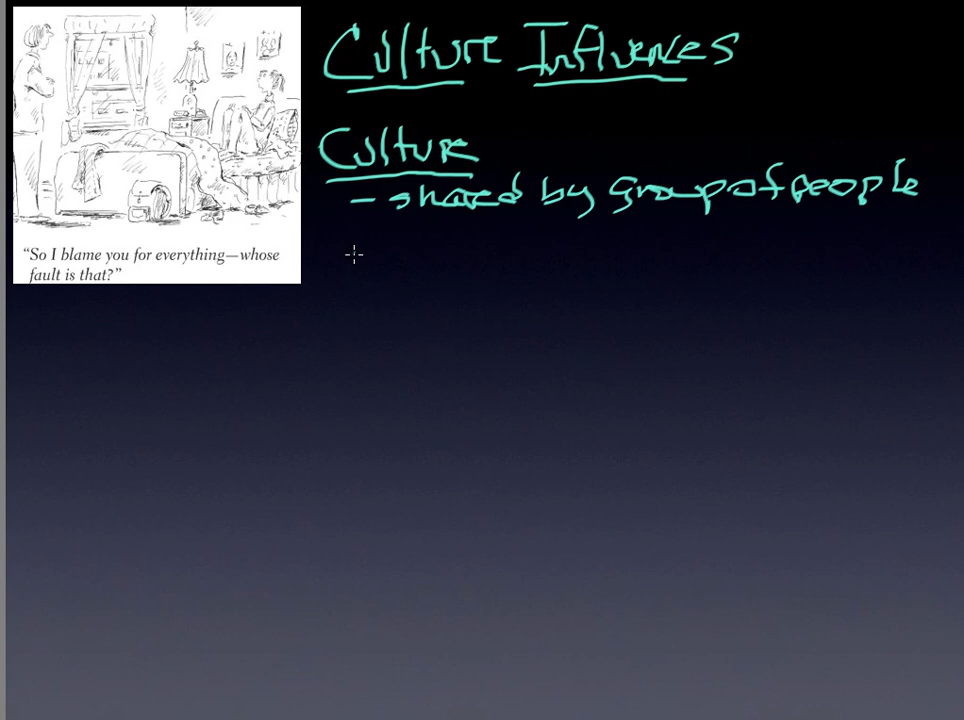 Culture Influences
Culture
- shared by group of people
"So I blame you for everything—whose
fault is that?"